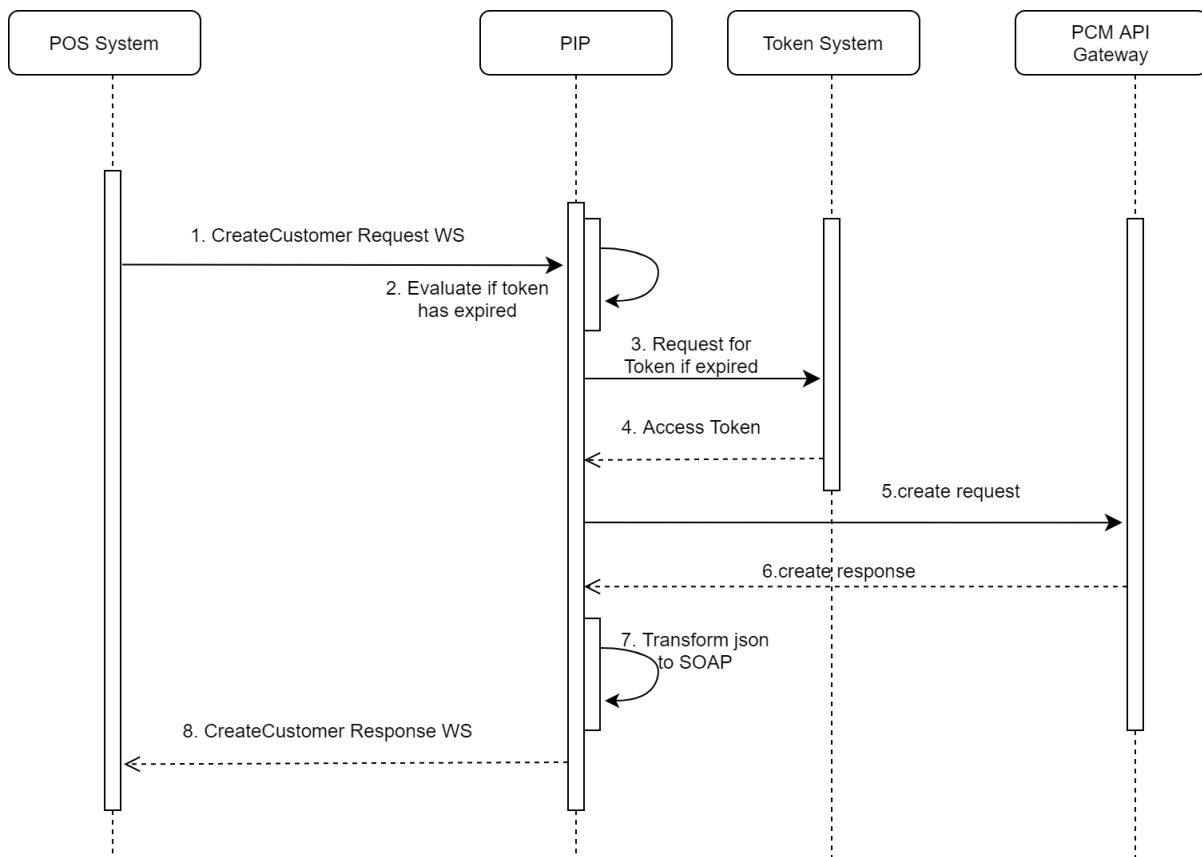 POS System
PIP
Token System
PCM API
Gateway
1. CreateCustomer Request WS
2. Evaluate if token
has expired
3. Request for
Token if expired
4. Access Token
5.create request
6.create response
7. Transform json
to SOAP
8. CreateCustomer Response WS